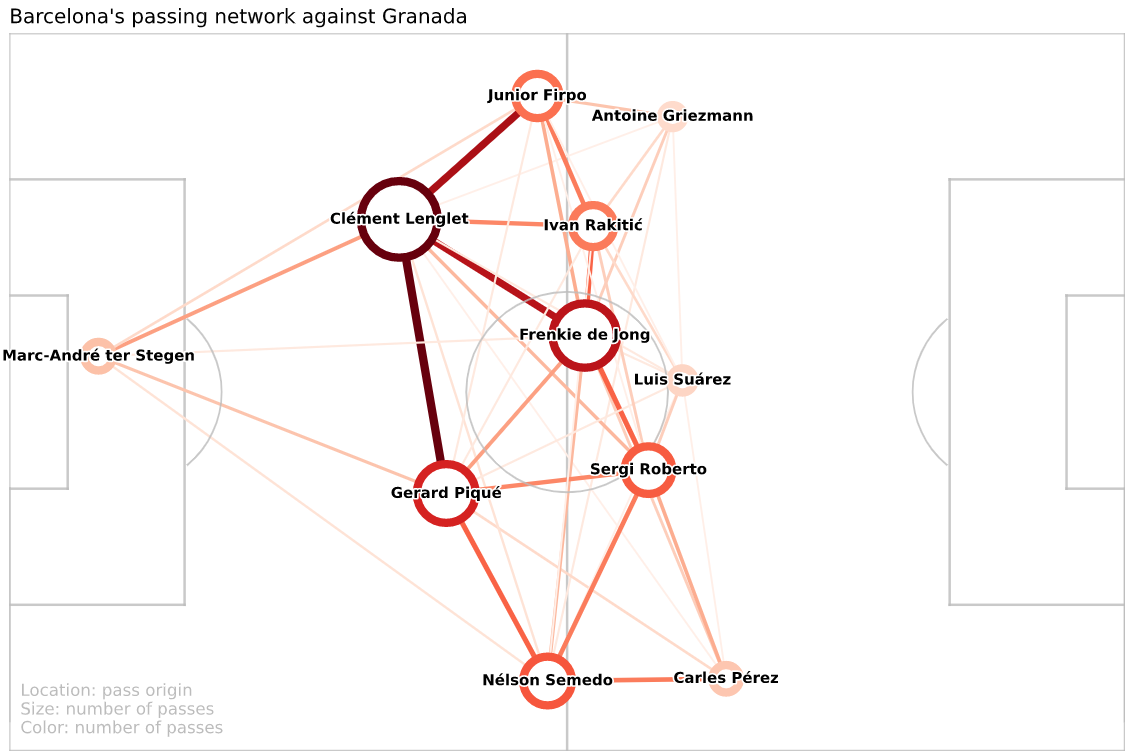 Barcelona's passing network against Granada
Junior Firpo
Antoine Griezmann
Clément Lenglet
Ivan Rakitić
Frenkie de Jong
Marc-André ter Stegen
Luis Suárez
Sergi Roberto
Gerard Piqué
Nélson Semedo
Carles Pérez
Location: pass origin
Size: number of passes
Color: number of passes